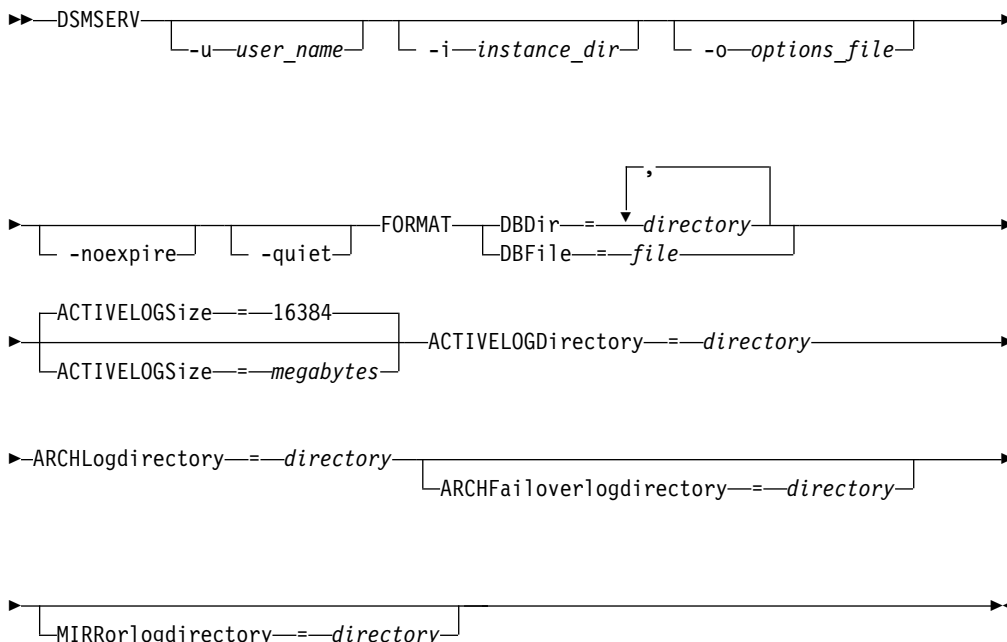 DSMSERV
-u user_name -i instance_dir -o options_file
,
FORMAT DBDir = directory
-noexpire -quiet DBFile = file
ACTIVELOGSize = 16384
ACTIVELOGDirectory = directory
ACTIVELOGSize = megabytes
ARCHLogdirectory = directory
ARCHFailoverlogdirectory = directory
MIRRorlogdirectory = directory